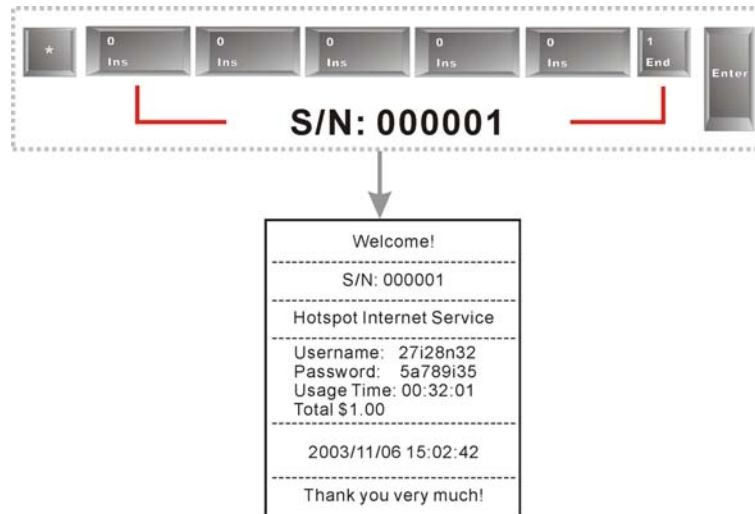 * 0 0 0 0 0 1
Ins Ins Ins Ins Ins End Enter
S/N: 000001
Welcome!
S/N: 000001
Hotspot Internet Service
Username: 27i28n32
Password: 5a789i35
Usage Time: 00:32:01
Total $1.00
2003/11/06 15:02:42
Thank you very much!